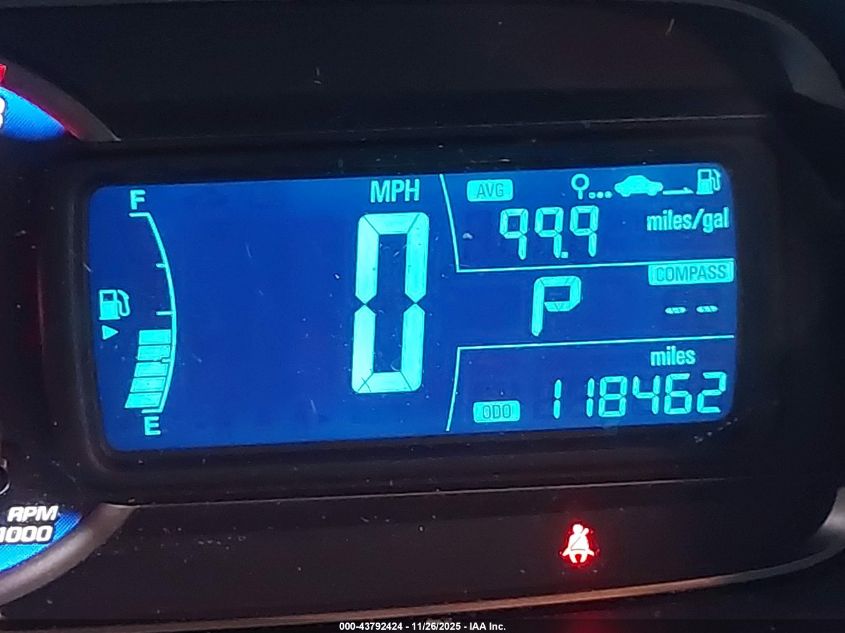 8
F
MPH
AVG
99.9 miles/gal
COMPASS
P
--
miles
ODO 118462
E
RPM
1000
000-43792424 - 11/26/2025 - IAA Inc.